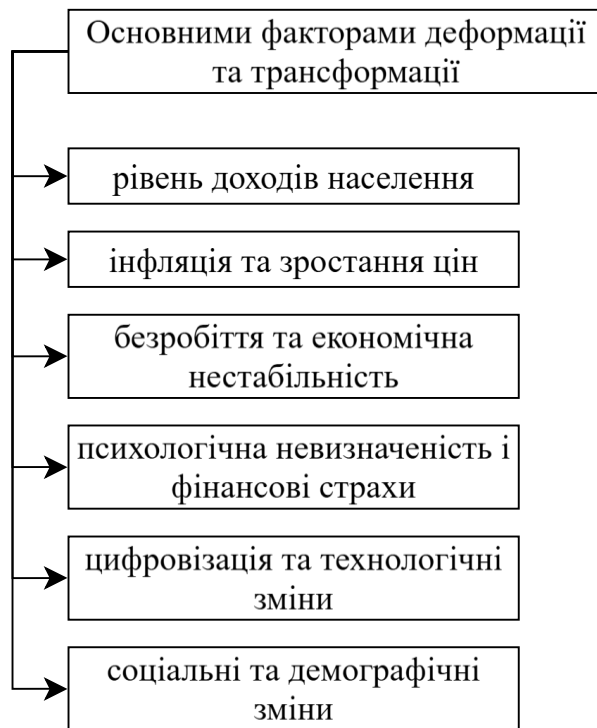 Основними факторами деформації
та трансформації
рівень доходів населення
інфляція та зростання цін
безробіття та економічна
нестабільність
психологічна невизначеність і
фінансові страхи
цифровізація та технологічні
зміни
соціальні та демографічні
зміни